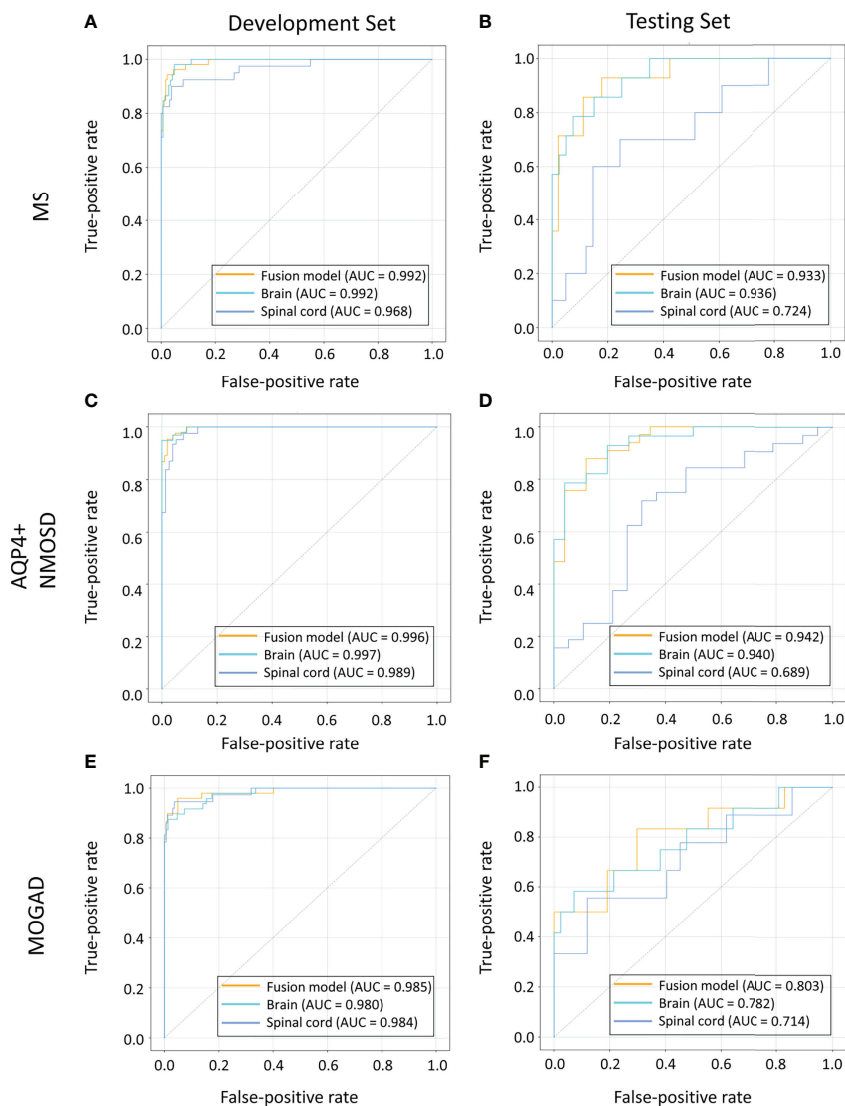 A
Development Set
B
Testing Set
MS
True-positive rate
1.0
0.8
0.6
0.4
0.2
0.0
Fusion model (AUC = 0.992)
Brain (AUC = 0.992)
Spinal cord (AUC = 0.968)
0.0 0.2 0.4 0.6 0.8 1.0
False-positive rate
True-positive rate
1.0
0.8
0.6
0.4
0.2
0.0
Fusion model (AUC = 0.933)
Brain (AUC = 0.936)
Spinal cord (AUC = 0.724)
0.0 0.2 0.4 0.6 0.8 1.0
False-positive rate
C
D
AQP4+
NMOSD
True-positive rate
1.0
0.8
0.6
0.4
0.2
0.0
Fusion model (AUC = 0.996)
Brain (AUC = 0.997)
Spinal cord (AUC = 0.989)
0.0 0.2 0.4 0.6 0.8 1.0
False-positive rate
True-positive rate
1.0
0.8
0.6
0.4
0.2
0.0
Fusion model (AUC = 0.942)
Brain (AUC = 0.940)
Spinal cord (AUC = 0.689)
0.0 0.2 0.4 0.6 0.8 1.0
False-positive rate
E
F
MOGAD
True-positive rate
1.0
0.8
0.6
0.4
0.2
0.0
Fusion model (AUC = 0.985)
Brain (AUC = 0.980)
Spinal cord (AUC = 0.984)
0.0 0.2 0.4 0.6 0.8 1.0
False-positive rate
True-positive rate
1.0
0.8
0.6
0.4
0.2
0.0
Fusion model (AUC = 0.803)
Brain (AUC = 0.782)
Spinal cord (AUC = 0.714)
0.0 0.2 0.4 0.6 0.8 1.0
False-positive rate